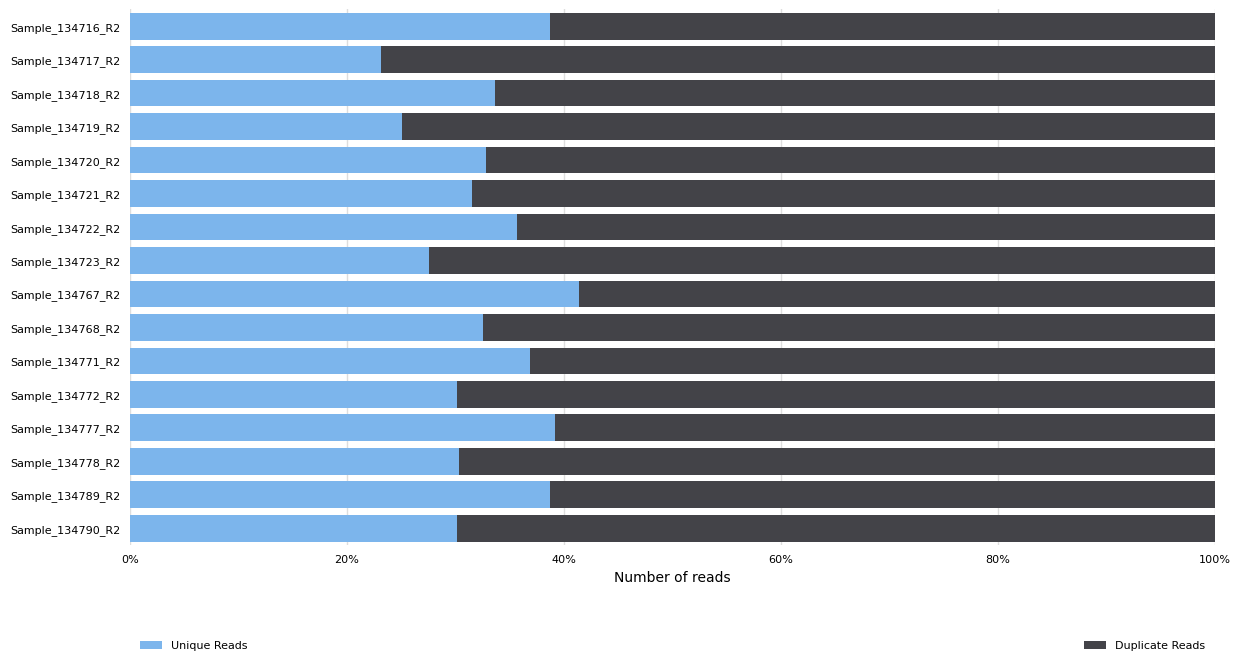 Sample_134716_R2
Sample_134717_R2
Sample_134718_R2
Sample_134719_R2
Sample_134720_R2
Sample_134721_R2
Sample_134722_R2
Sample_134723_R2
Sample_134767_R2
Sample_134768_R2
Sample_134771_R2
Sample_134772_R2
Sample_134777_R2
Sample_134778_R2
Sample_134789_R2
Sample_134790_R2
0% 20% 40% 60% 80% 100%
Number of reads
Unique Reads Duplicate Reads